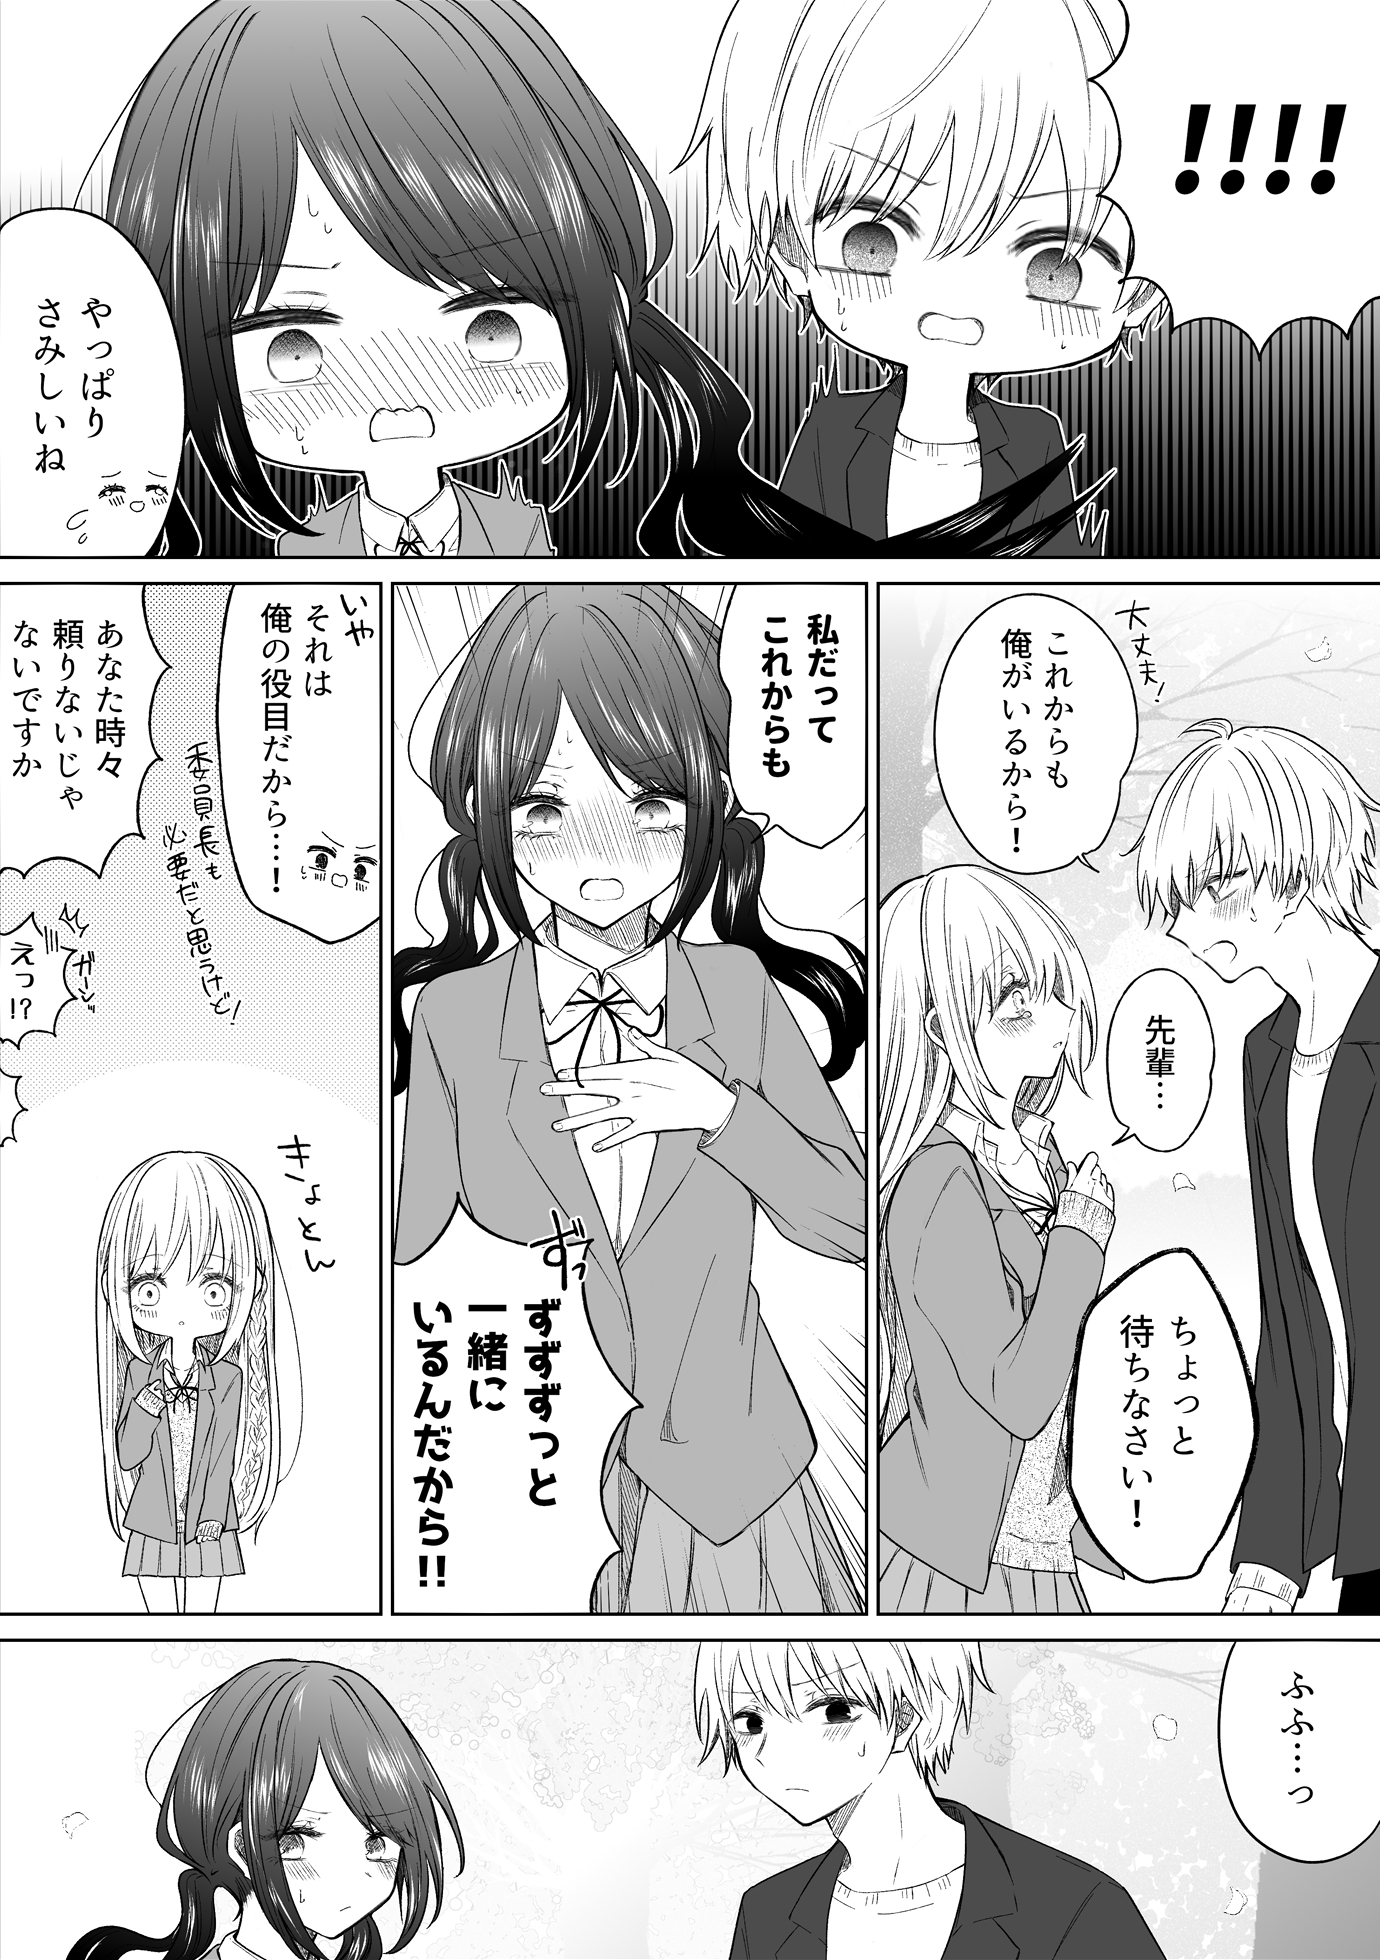 !!!!
やっぱり
さみしいね
大丈夫!
これからも
俺がいるから！
先輩…
ちょっと
待ちなさい！
私だって
これからも
ずっ
ずずずっと
一緒に
いるんだから!!
いや
それは
俺の役目だから…！
委員長も
必要だと思うけど!
あなた時々
頼りないじゃ
ないですか
ガーンッ
えっ!?
きょとん
ふふ…っ